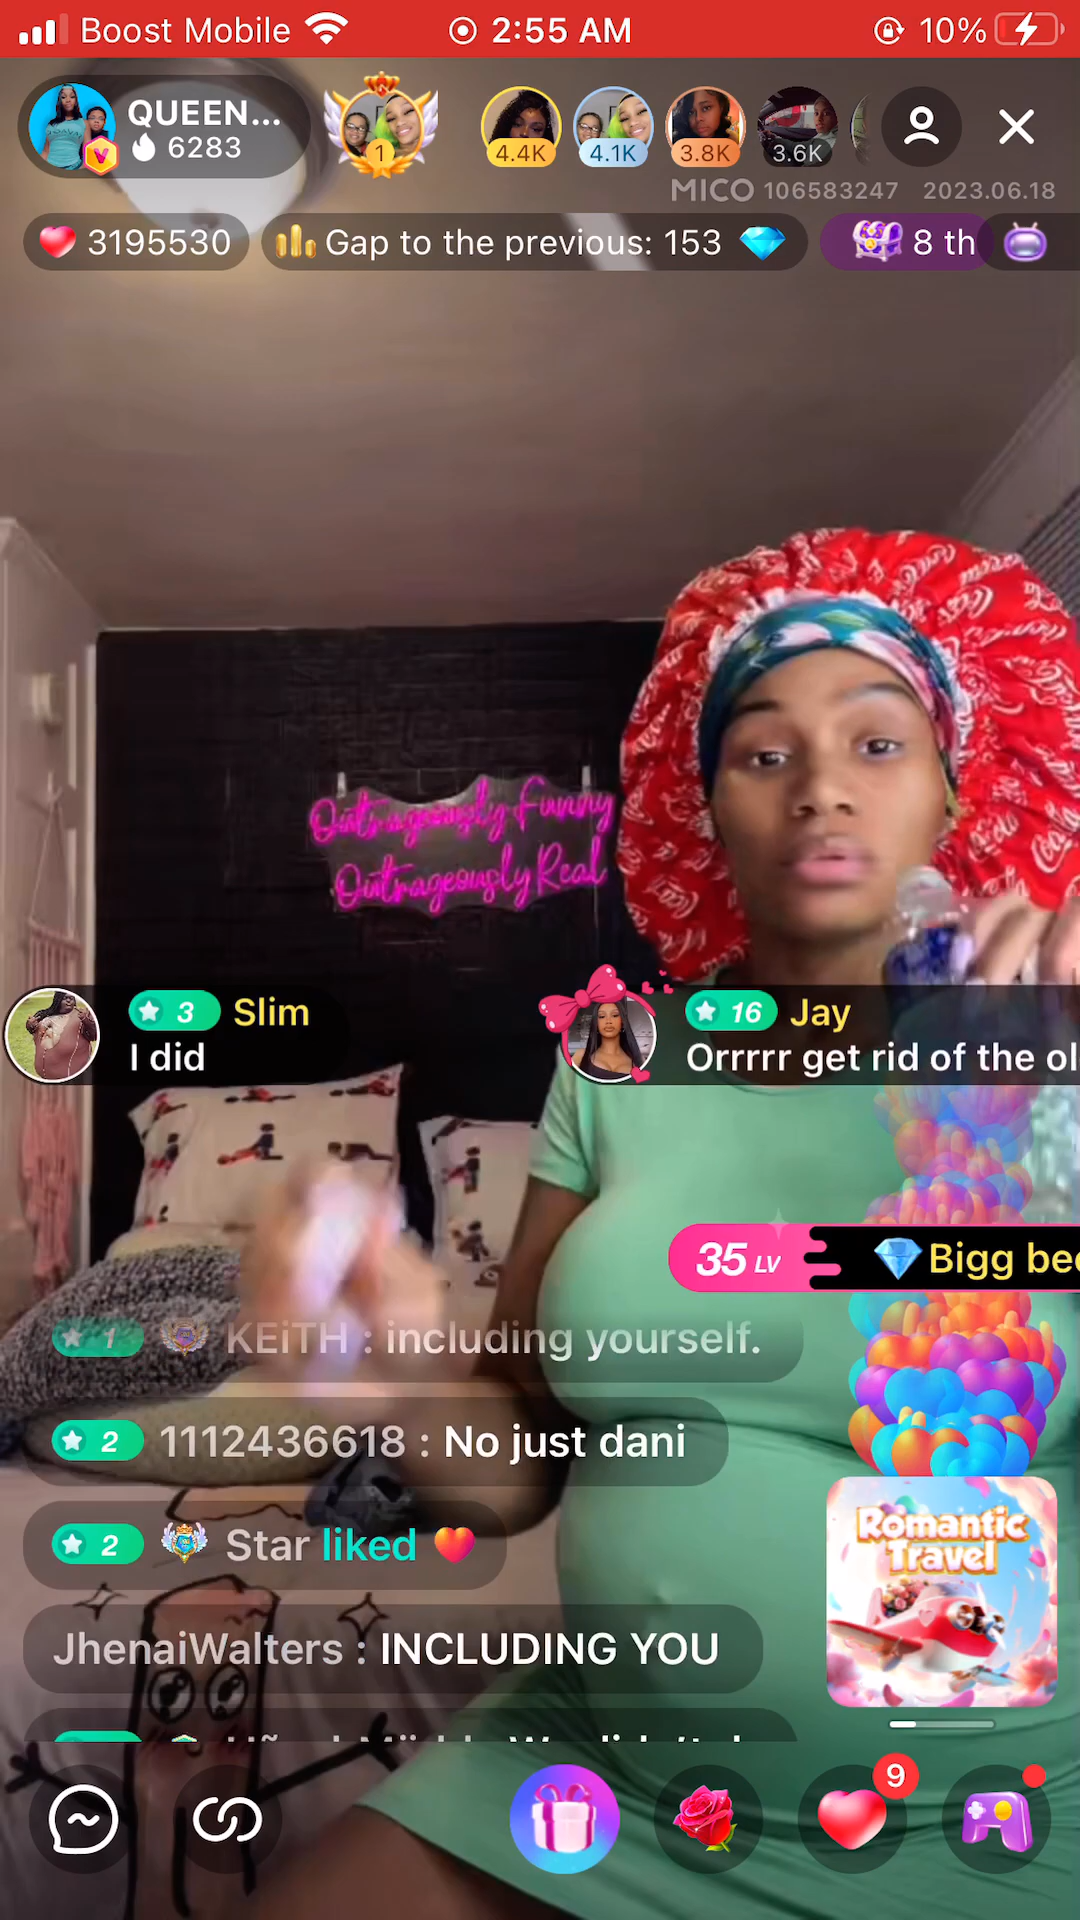 Boost Mobile 2:55 AM 10%
QUEEN...
6283
1
4.4K 4.1K 3.8K 3.6K
MICO 106583247 2023.06.18
3195530 Gap to the previous: 153 8 th
Outrageously Funny
Outrageously Real
3 Slim
I did
16 Jay
Orrrrr get rid of the ol
35 LV Bigg bee
1 KEiTH : including yourself.
2 1112436618 : No just dani
2 Star liked
JhenaiWalters : INCLUDING YOU
Romantic
Travel
9